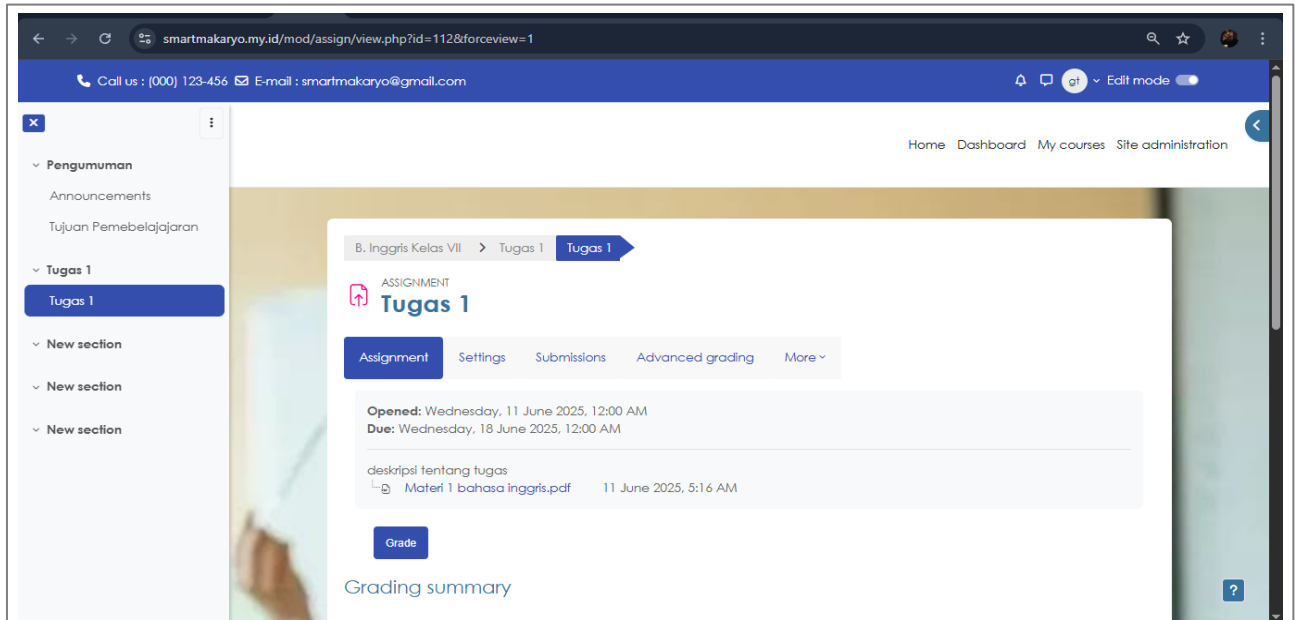 smartmakaryo.my.id/mod/assign/view.php?id=112&forceview=1
Call us : (000) 123-456 E-mail : smartmakaryo@gmail.com
gt Edit mode
Home Dashboard My courses Site administration
Pengumuman
Announcements
Tujuan Pemebelajajaran
Tugas 1
Tugas 1
New section
New section
New section
B. Inggris Kelas VII Tugas 1 Tugas 1
ASSIGNMENT
Tugas 1
Assignment Settings Submissions Advanced grading More
Opened: Wednesday, 11 June 2025, 12:00 AM
Due: Wednesday, 18 June 2025, 12:00 AM
deskripsi tentang tugas
Materi 1 bahasa inggris.pdf 11 June 2025, 5:16 AM
Grade
Grading summary
?